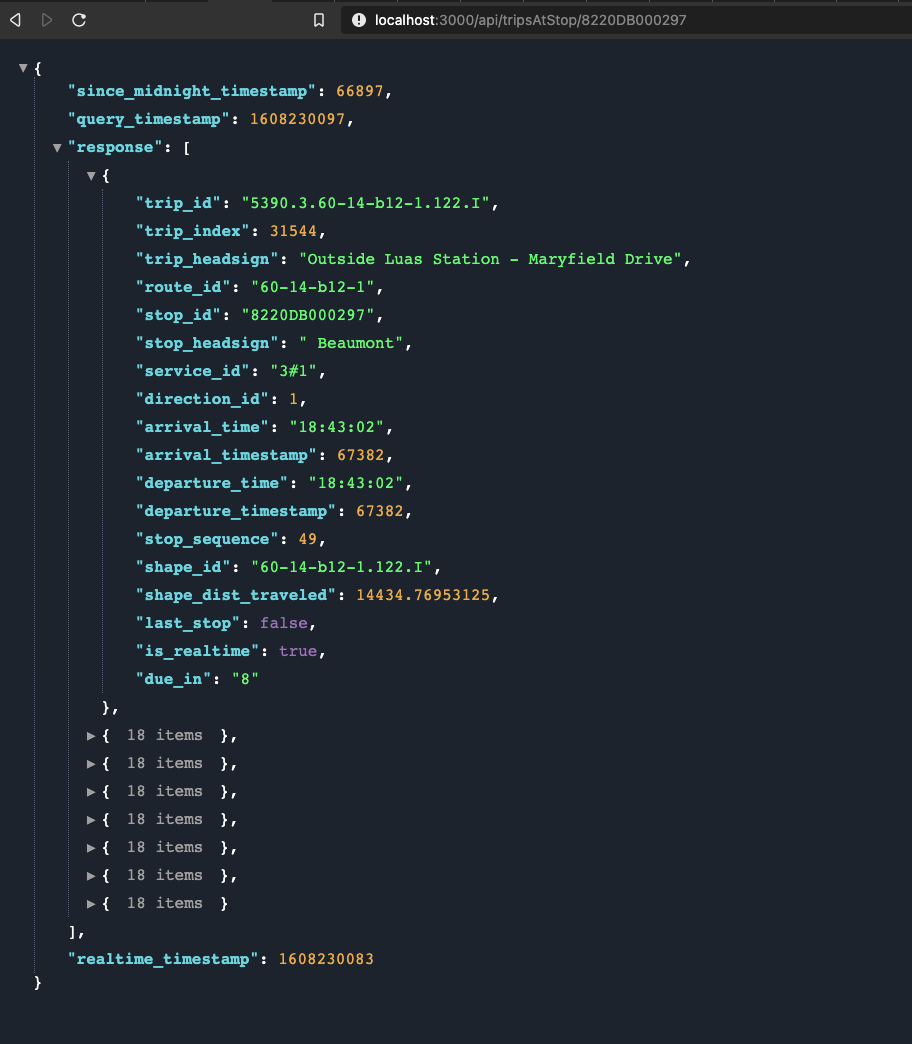 localhost:3000/api/tripsAtStop/8220DB000297
{
"since_midnight_timestamp": 66897,
"query_timestamp": 1608230097,
"response": [
{
"trip_id": "5390.3.60-14-b12-1.122.I",
"trip_index": 31544,
"trip_headsign": "Outside Luas Station - Maryfield Drive",
"route_id": "60-14-b12-1",
"stop_id": "8220DB000297",
"stop_headsign": " Beaumont",
"service_id": "3#1",
"direction_id": 1,
"arrival_time": "18:43:02",
"arrival_timestamp": 67382,
"departure_time": "18:43:02",
"departure_timestamp": 67382,
"stop_sequence": 49,
"shape_id": "60-14-b12-1.122.I",
"shape_dist_traveled": 14434.76953125,
"last_stop": false,
"is_realtime": true,
"due_in": "8"
},
{ 18 items },
{ 18 items },
{ 18 items },
{ 18 items },
{ 18 items },
{ 18 items },
{ 18 items }
],
"realtime_timestamp": 1608230083
}